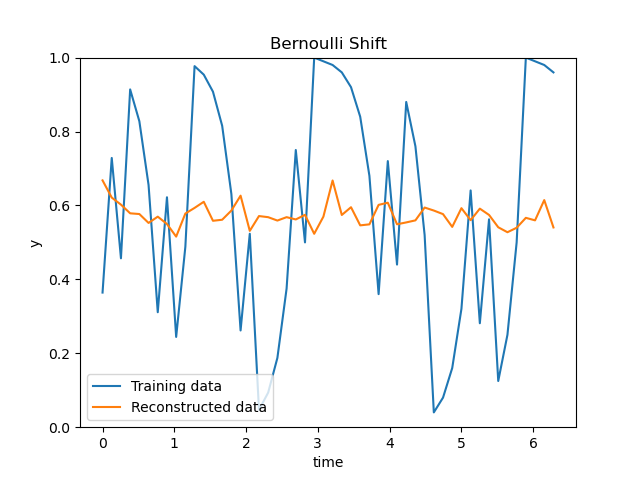 Bernoulli Shift
1.0
0.8
0.6
0.4
0.2
0.0
y
Training data
Reconstructed data
0 1 2 3 4 5 6
time